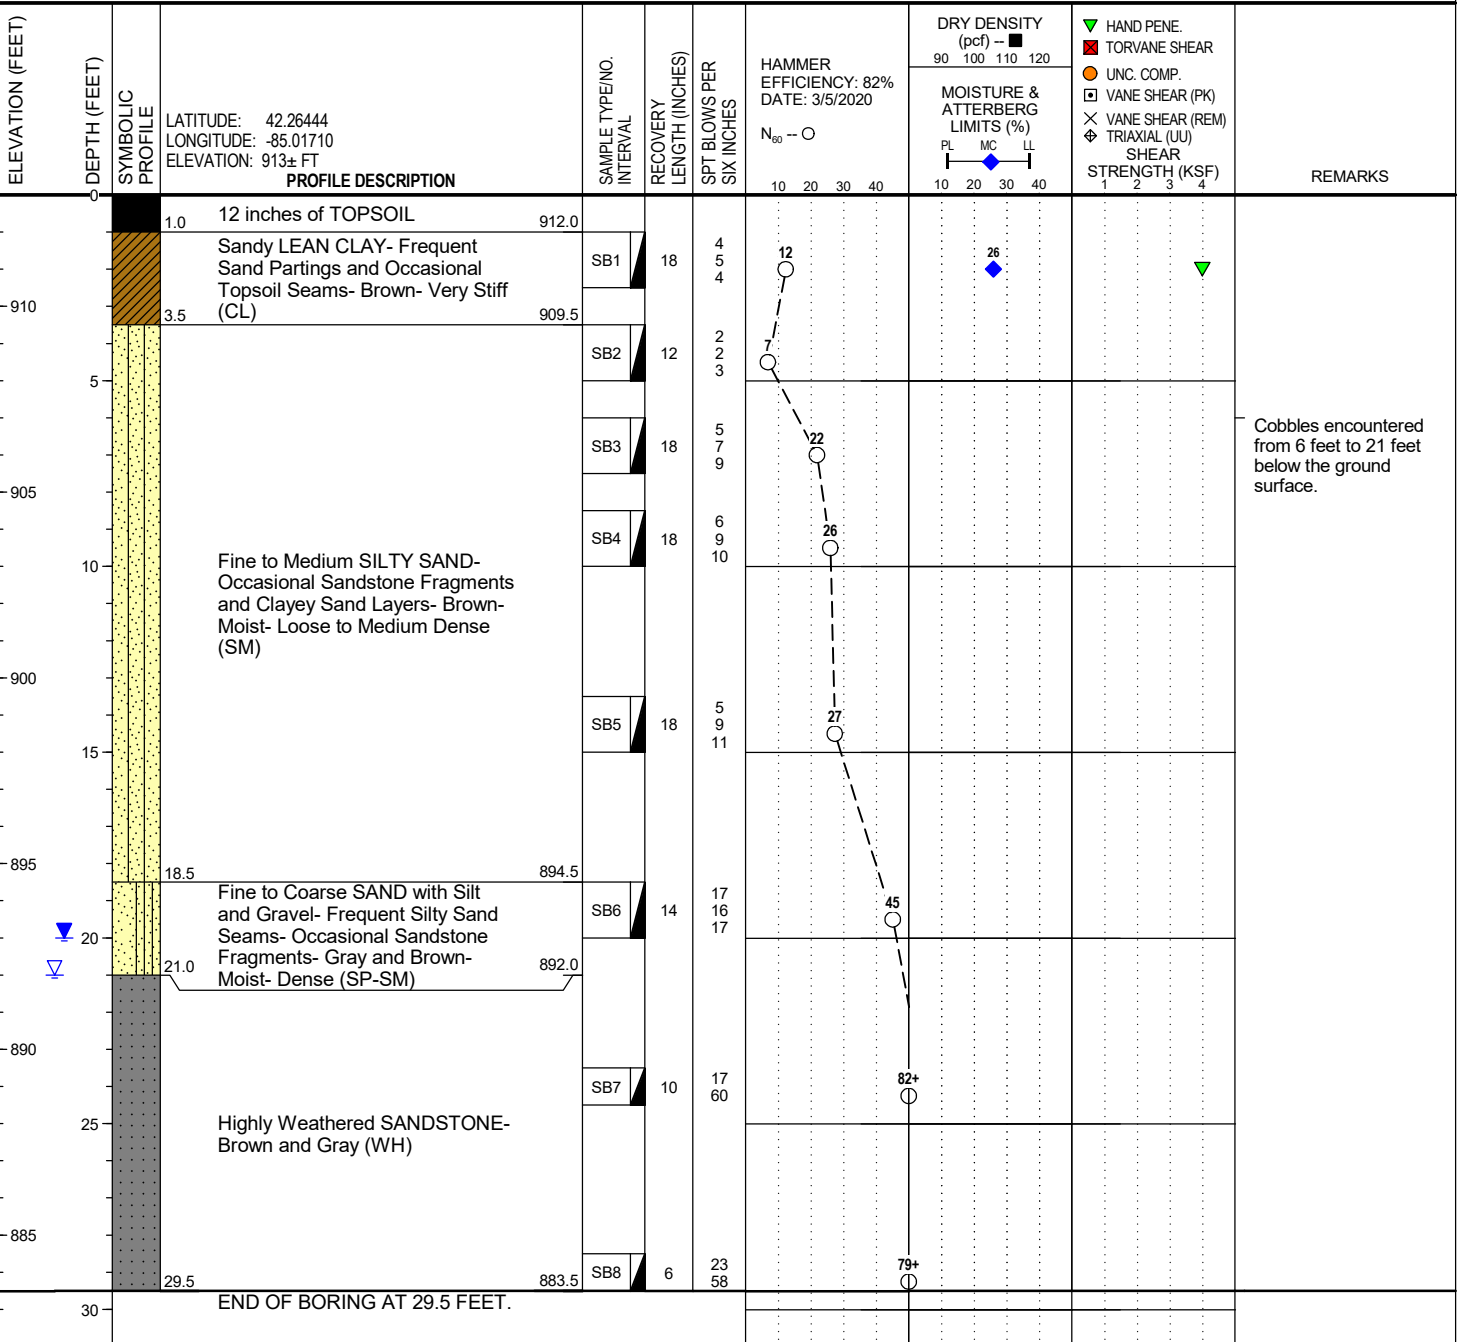 ELEVATION (FEET)
DEPTH (FEET)
SYMBOLIC
PROFILE
LATITUDE: 42.26444
LONGITUDE: -85.01710
ELEVATION: 913± FT
PROFILE DESCRIPTION
SAMPLE TYPE/NO.
INTERVAL
RECOVERY
LENGTH (INCHES)
SPT BLOWS PER
SIX INCHES
HAMMER
EFFICIENCY: 82%
DATE: 3/5/2020
N60 --
10 20 30 40
DRY DENSITY
(pcf) --
90 100 110 120
MOISTURE &
ATTERBERG
LIMITS (%)
PL MC LL
10 20 30 40
HAND PENE.
TORVANE SHEAR
UNC. COMP.
VANE SHEAR (PK)
VANE SHEAR (REM)
TRIAXIAL (UU)
SHEAR
STRENGTH (KSF)
1 2 3 4
REMARKS
0
1.0 12 inches of TOPSOIL 912.0
Sandy LEAN CLAY- Frequent
Sand Partings and Occasional
Topsoil Seams- Brown- Very Stiff
(CL)
3.5 909.5
SB1 18
4
5
4
12
26
910
SB2 12
2
2
3
7
5
SB3 18
5
7
9
22
Cobbles encountered
from 6 feet to 21 feet
below the ground
surface.
905
SB4 18
6
9
10
26
10
Fine to Medium SILTY SAND-
Occasional Sandstone Fragments
and Clayey Sand Layers- Brown-
Moist- Loose to Medium Dense
(SM)
900
SB5 18
5
9
11
27
15
895
18.5 894.5
Fine to Coarse SAND with Silt
and Gravel- Frequent Silty Sand
Seams- Occasional Sandstone
Fragments- Gray and Brown-
Moist- Dense (SP-SM)
SB6 14
17
16
17
45
20
21.0 892.0
890
SB7 10
17
60
82+
25
Highly Weathered SANDSTONE-
Brown and Gray (WH)
885
SB8 6
23
58
79+
29.5 883.5
END OF BORING AT 29.5 FEET.
30